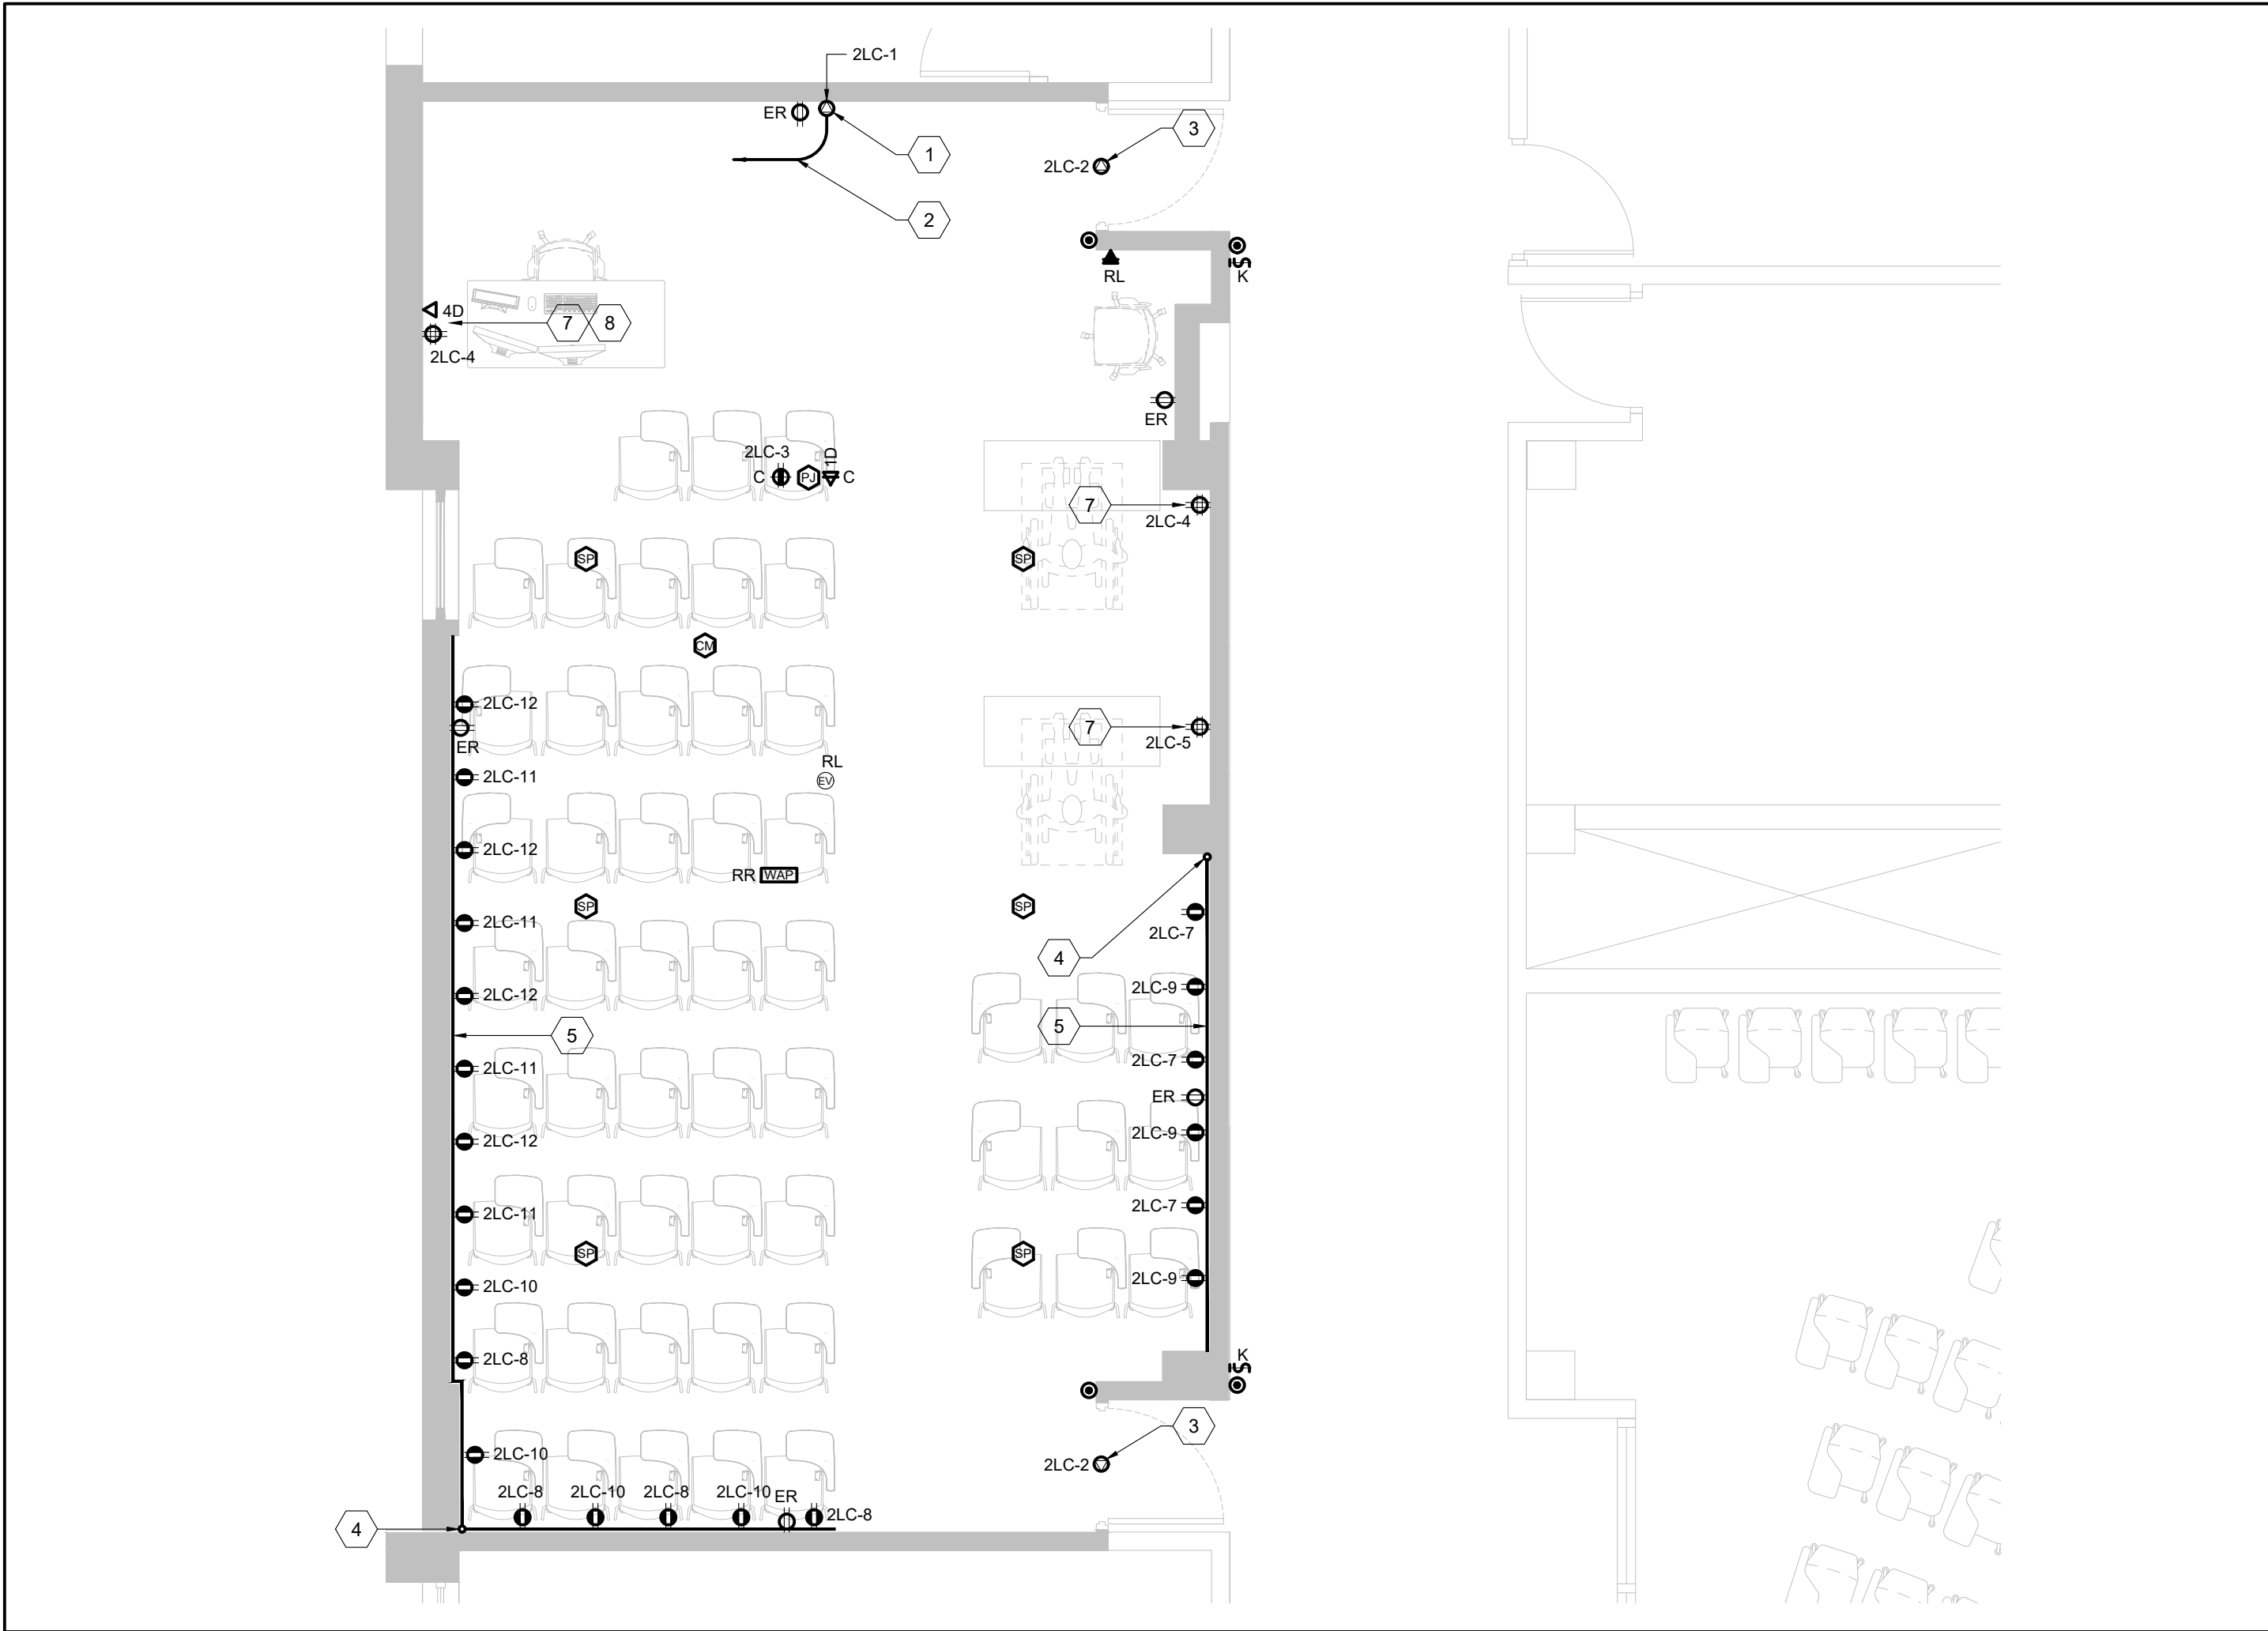 2LC-1
ER
1
3
2LC-2
2
RL
K
4D
7
8
2LC-4
ER
2LC-3
1D
C
PJ
C
7
2LC-4
SP
SP
CM
2LC-12
ER
7
2LC-5
RL
EV
2LC-11
2LC-12
RR
WAP
SP
SP
2LC-11
2LC-7
4
2LC-9
2LC-12
5
5
2LC-11
2LC-7
ER
2LC-12
2LC-9
2LC-11
2LC-7
SP
SP
2LC-10
2LC-9
2LC-8
K
3
2LC-10
2LC-2
2LC-8
2LC-10
2LC-8
2LC-10
ER
2LC-8
4